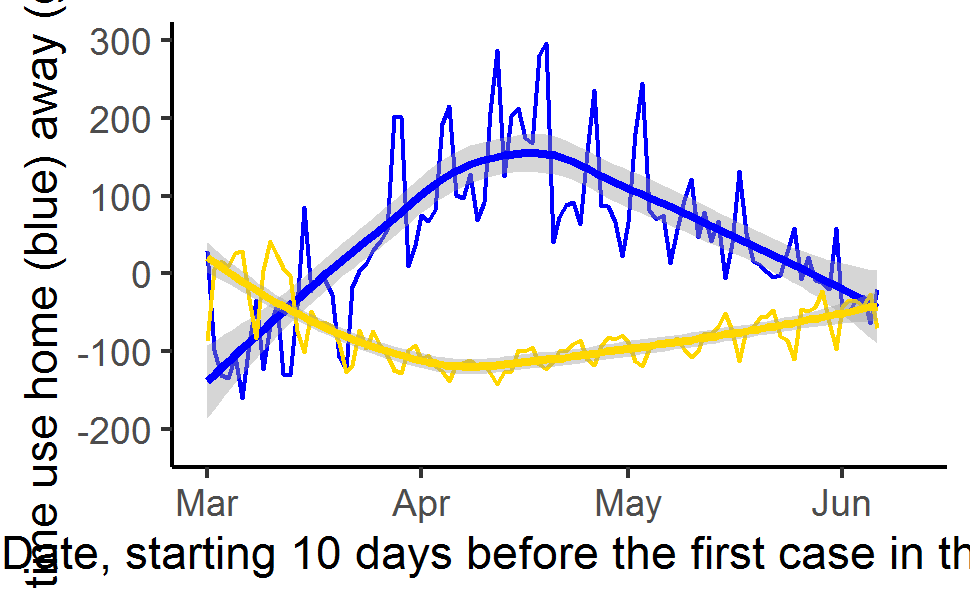 time use home (blue) away (g
300
200
100
0
-100
-200
Mar Apr May Jun
Date, starting 10 days before the first case in th